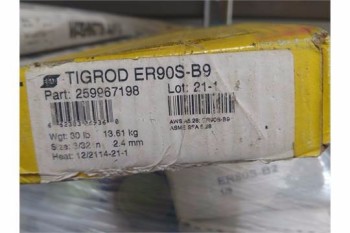 TIGROD ER90S-B9
Part: 259967198
Lot: 21-1
Wgt: 30 lb 13.61 kg
Size: 3/32 in 2.4 mm
Heat: 12/2114-21-1
AWS A5.28: ER90S-B9
ASME SFA 5.28